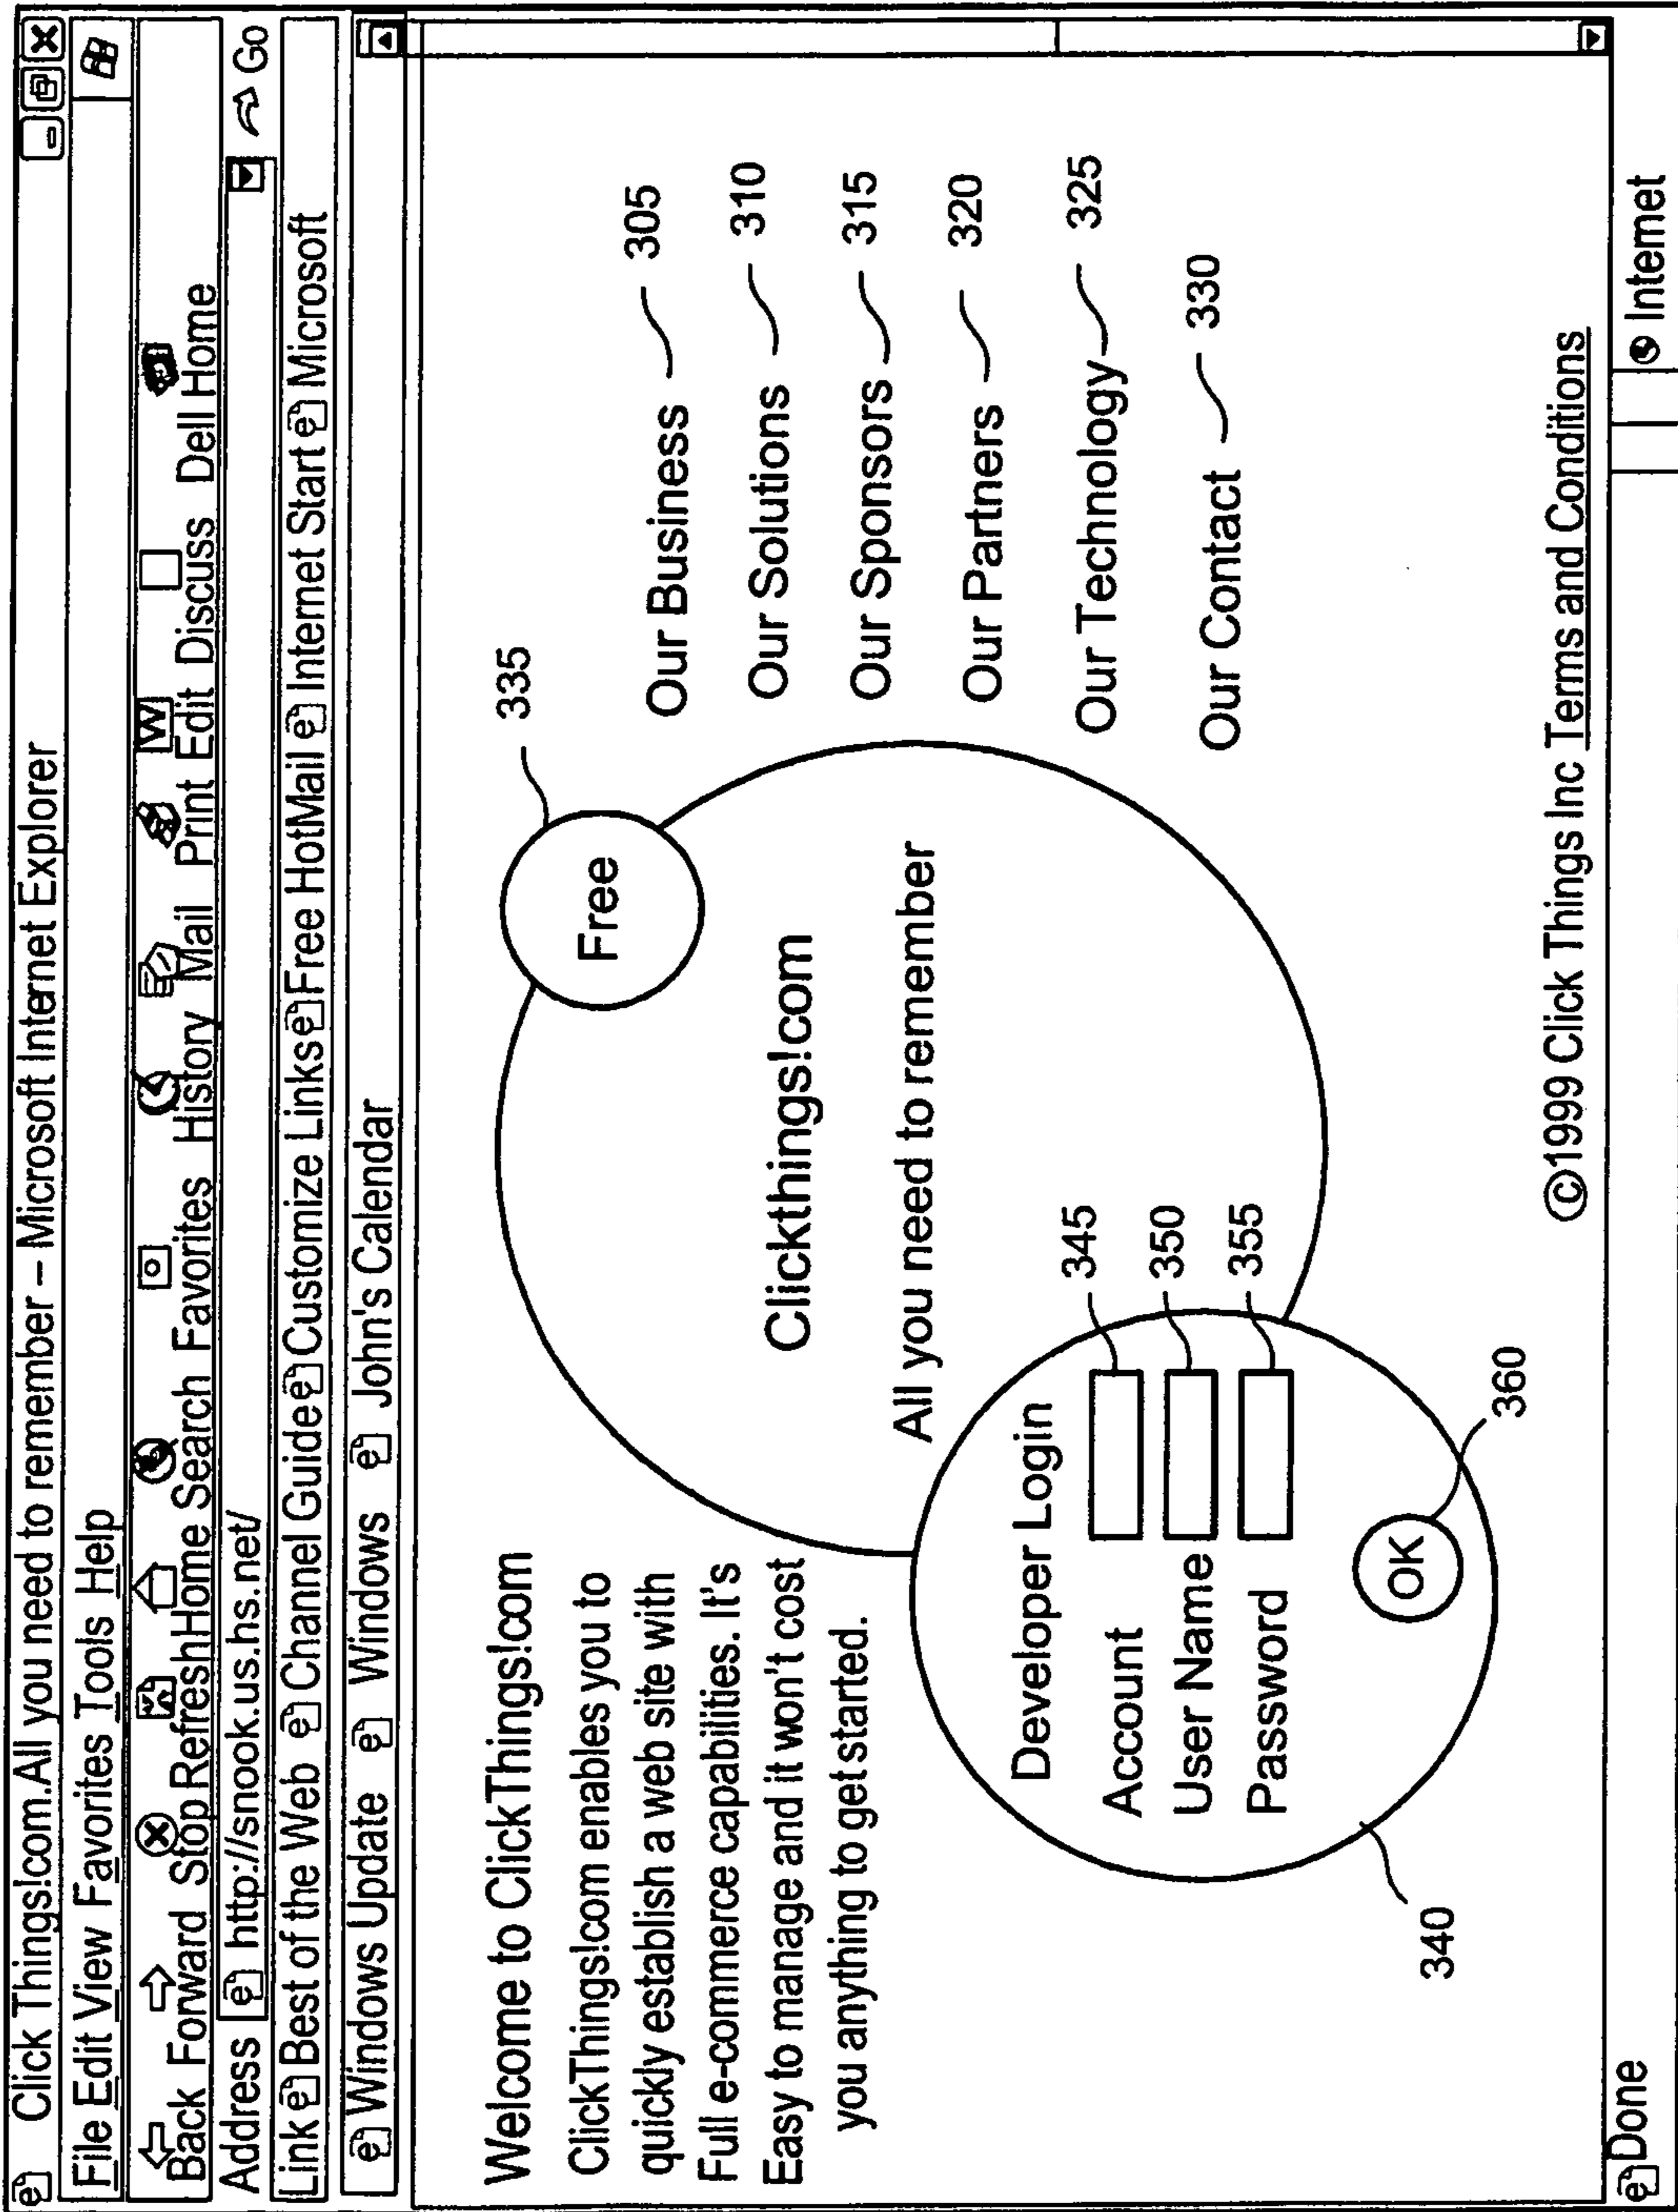 Click Things!com.All you need to remember – Microsoft Internet Explorer
File Edit View Favorites Tools Help
Back Forward Stop Refresh Home Search Favorites History Mail Print Edit Discuss Dell Home
Address http://snook.us.hs.net/ Go
Link Best of the Web Channel Guide Customize Links Free HotMail Internet Start Microsoft
Windows Update Windows John's Calendar
Welcome to ClickThings!com
ClickThings!com enables you to
quickly establish a web site with
Full e-commerce capabilities. It's
Easy to manage and it won't cost
you anything to get started.
Free 335
Clickthings!com
All you need to remember
Our Business 305
Our Solutions 310
Our Sponsors 315
Our Partners 320
Our Technology 325
Our Contact 330
Developer Login
Account 345
User Name 350
Password 355
OK 360
340
©1999 Click Things Inc Terms and Conditions
Done Internet